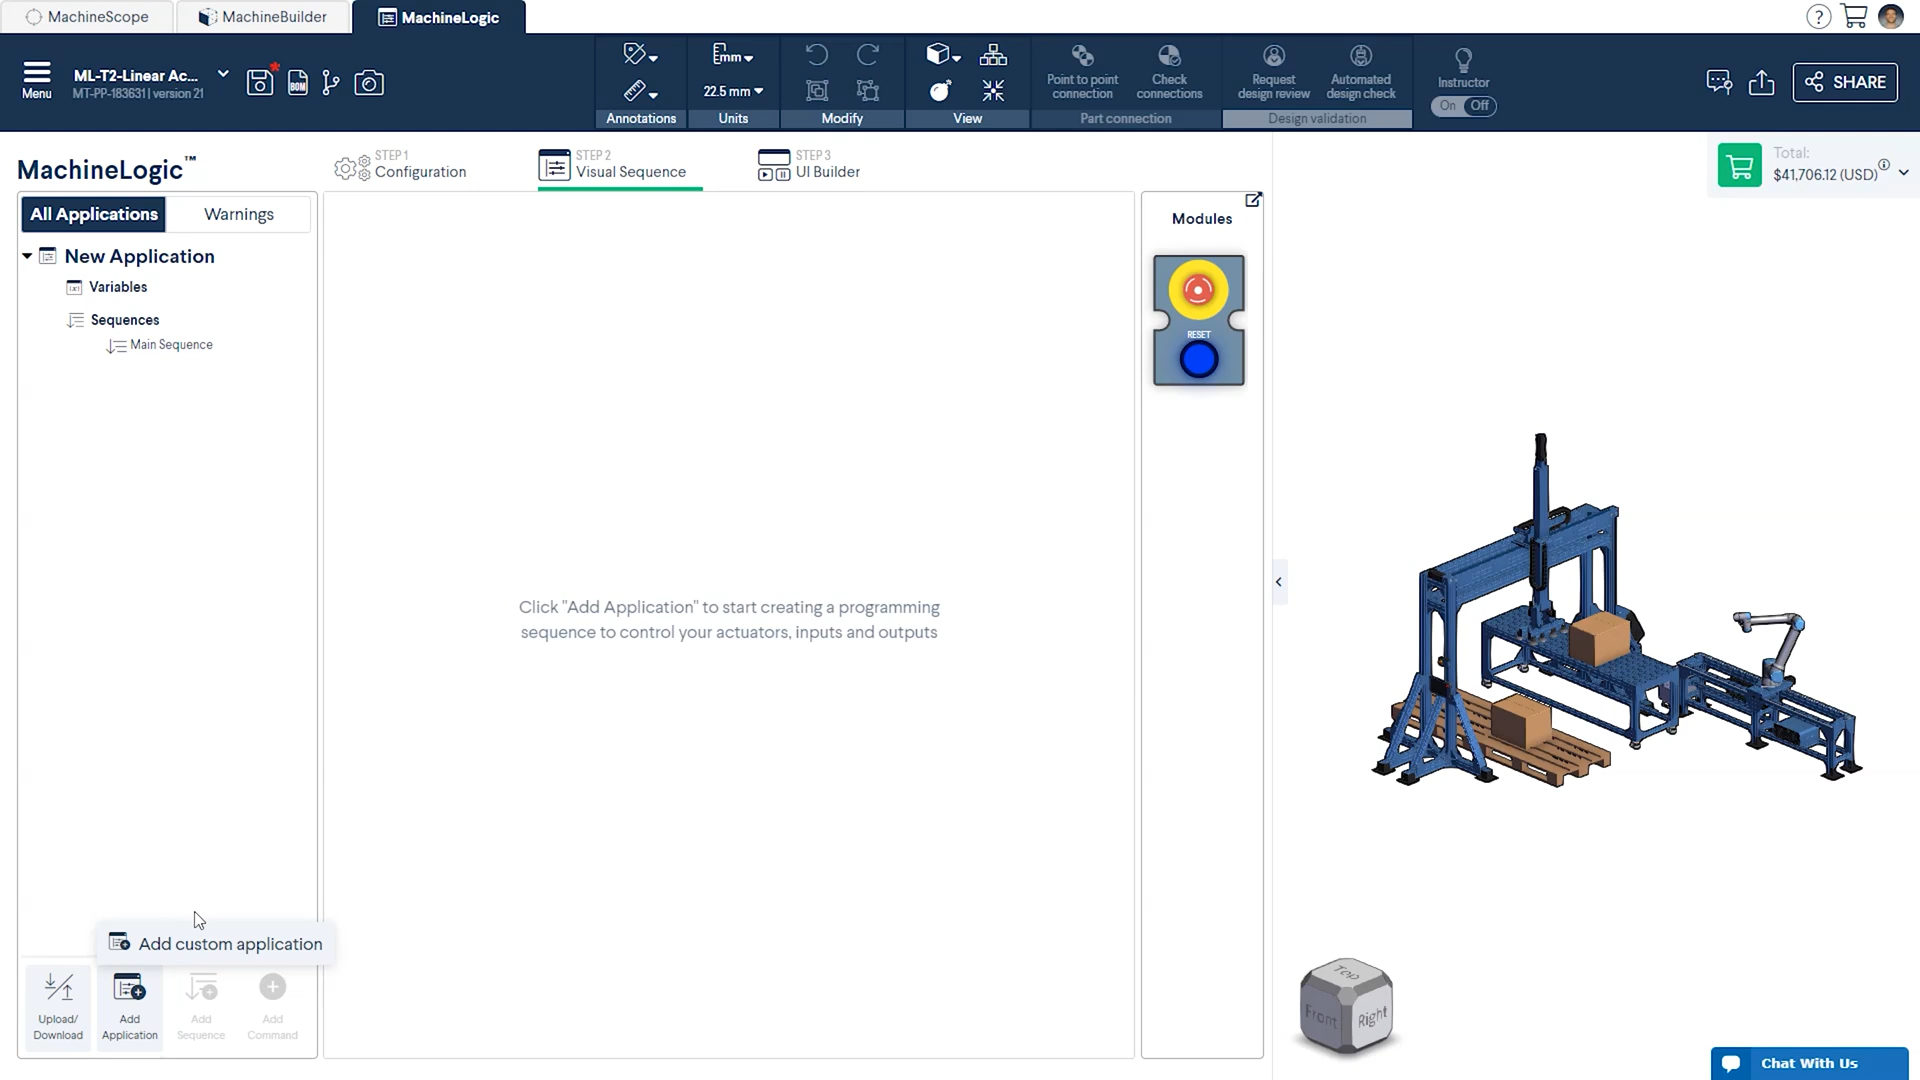 MachineScope
MachineBuilder
MachineLogic
Menu
ML-T2-Linear Ac...
MT-PP-183631 | version 21
BOM
mm
22.5 mm
Annotations
Units
Modify
View
Point to point
connection
Check
connections
Part connection
Request
design review
Automated
design check
Design validation
Instructor
On Off
SHARE
MachineLogic™
STEP 1
Configuration
STEP 2
Visual Sequence
STEP 3
UI Builder
Total:
$41,706.12 (USD)
All Applications
Warnings
New Application
Variables
Sequences
Main Sequence
Modules
RESET
Click "Add Application" to start creating a programming
sequence to control your actuators, inputs and outputs
Add custom application
Upload/
Download
Add
Application
Add
Sequence
Add
Command
Top
Front
Right
Chat With Us